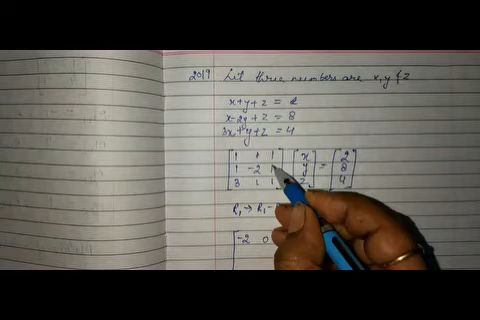 2019 Let three numbers are x, y & z
x+y+z = 2
x-2y+z = 8
3x+y+z = 4
[1 1 1] [x] = [2]
[1 -2 1] [y] [8]
[3 1 1] [z] [4]
R₁ → R₁ -
[-2 0